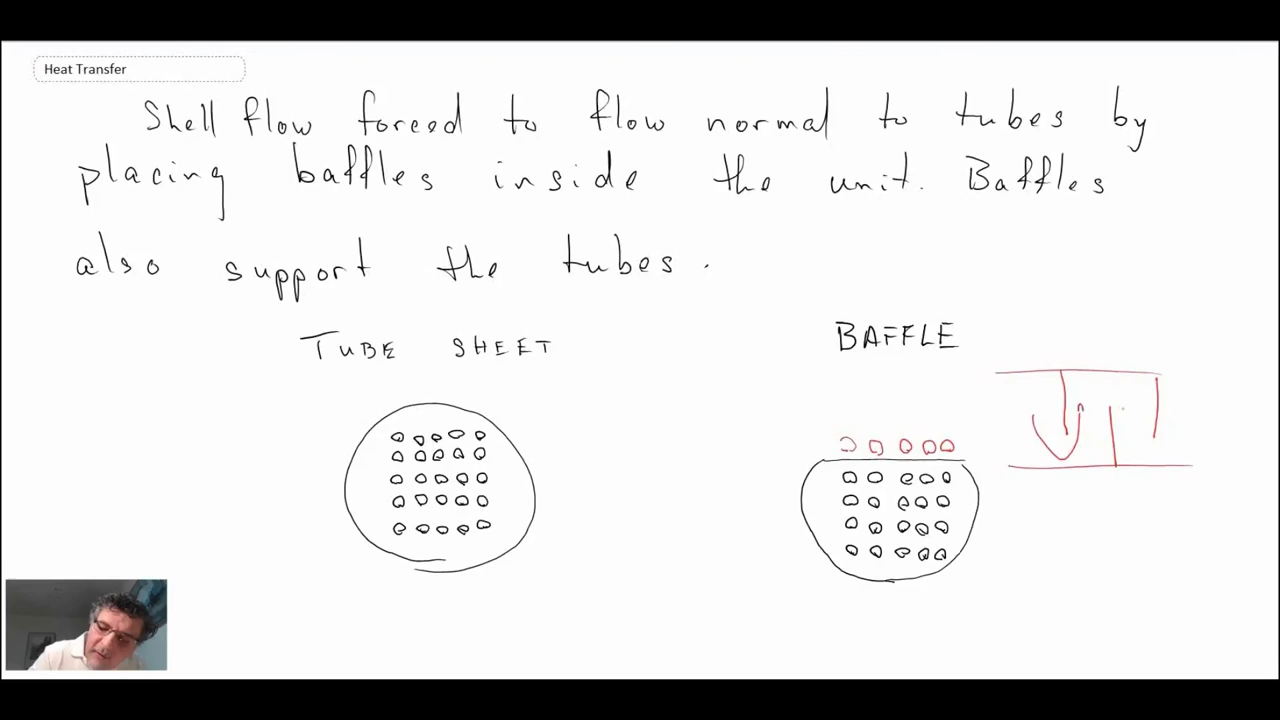 Heat Transfer
Shell flow forced to flow normal to tubes by
placing baffles inside the unit. Baffles
also support the tubes.
TUBE SHEET
BAFFLE